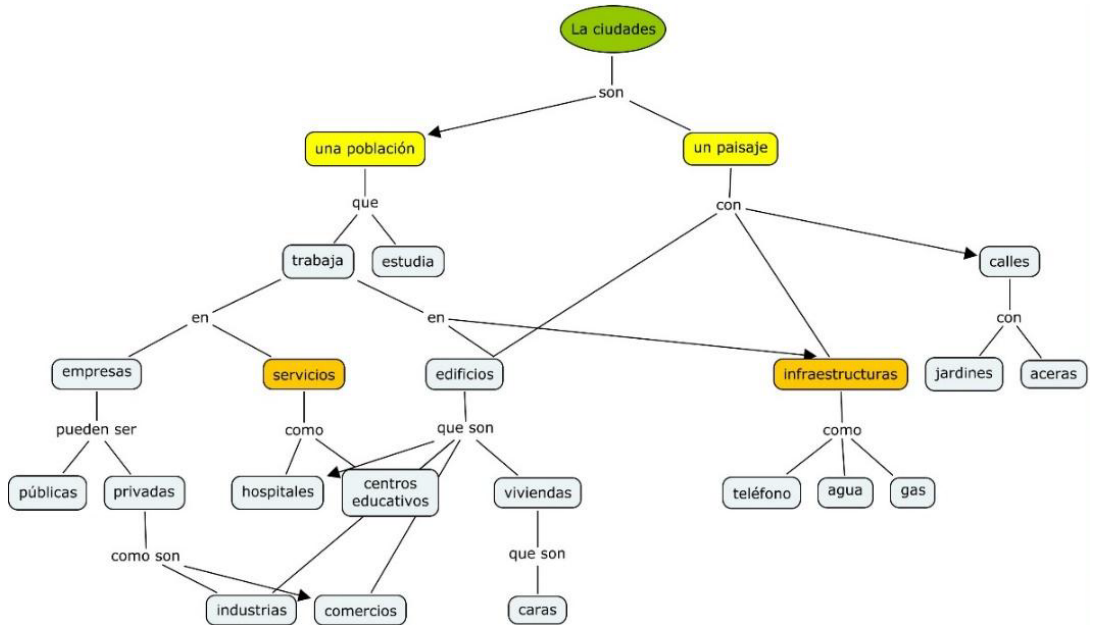 La ciudades
son
una población
un paisaje
que
con
trabaja
estudia
calles
en
en
con
empresas
servicios
edificios
infraestructuras
jardines
aceras
pueden ser
como
que son
como
públicas
privadas
hospitales
centros
educativos
viviendas
teléfono
agua
gas
como son
que son
industrias
comercios
caras